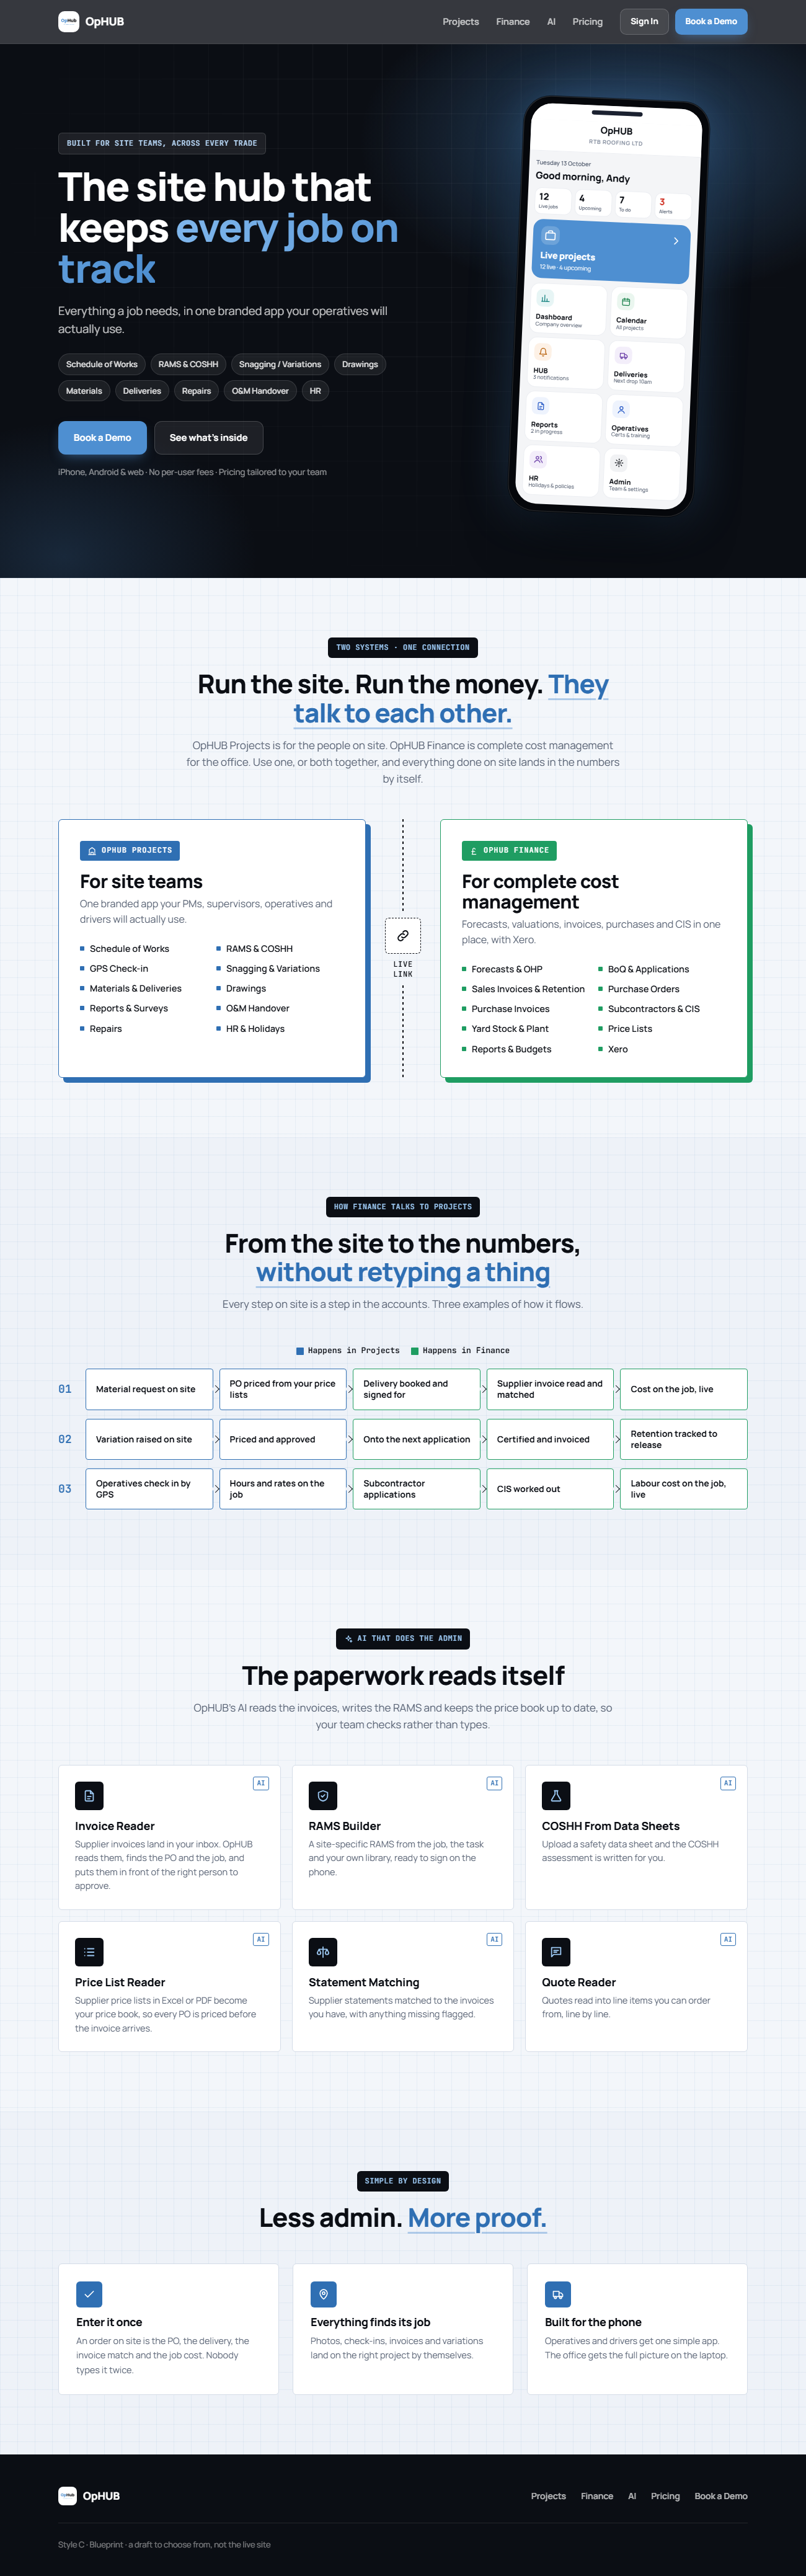 OpHUB
Projects Finance AI Pricing Sign In Book a Demo
BUILT FOR SITE TEAMS, ACROSS EVERY TRADE
The site hub that
keeps every job on
track
Everything a job needs, in one branded app your operatives will
actually use.
Schedule of Works RAMS & COSHH Snagging / Variations Drawings
Materials Deliveries Repairs O&M Handover HR
Book a Demo See what's inside
iPhone, Android & web · No per-user fees · Pricing tailored to your team
OpHUB
RTB ROOFING LTD
Tuesday 13 October
Good morning, Andy
12 4 7 3
Live jobs Upcoming To do Alerts
Live projects
12 live · 4 upcoming
Dashboard
Company overview
Calendar
All projects
HUB
3 notifications
Deliveries
Next drop 10am
Reports
2 in progress
Operatives
Certs & training
HR
Holidays & policies
Admin
Team & settings
TWO SYSTEMS · ONE CONNECTION
Run the site. Run the money. They
talk to each other.
OpHUB Projects is for the people on site. OpHUB Finance is complete cost management
for the office. Use one, or both together, and everything done on site lands in the numbers
by itself.
OPHUB PROJECTS
For site teams
One branded app your PMs, supervisors, operatives and
drivers will actually use.
Schedule of Works RAMS & COSHH
GPS Check-in Snagging & Variations
Materials & Deliveries Drawings
Reports & Surveys O&M Handover
Repairs HR & Holidays
LIVE
LINK
£ OPHUB FINANCE
For complete cost
management
Forecasts, valuations, invoices, purchases and CIS in one
place, with Xero.
Forecasts & OHP BoQ & Applications
Sales Invoices & Retention Purchase Orders
Purchase Invoices Subcontractors & CIS
Yard Stock & Plant Price Lists
Reports & Budgets Xero
HOW FINANCE TALKS TO PROJECTS
From the site to the numbers,
without retyping a thing
Every step on site is a step in the accounts. Three examples of how it flows.
Happens in Projects Happens in Finance
01
Material request on site
PO priced from your price
lists
Delivery booked and
signed for
Supplier invoice read and
matched
Cost on the job, live
02
Variation raised on site
Priced and approved
Onto the next application
Certified and invoiced
Retention tracked to
release
03
Operatives check in by
GPS
Hours and rates on the
job
Subcontractor
applications
CIS worked out
Labour cost on the job,
live
AI THAT DOES THE ADMIN
The paperwork reads itself
OpHUB's AI reads the invoices, writes the RAMS and keeps the price book up to date, so
your team checks rather than types.
AI
Invoice Reader
Supplier invoices land in your inbox. OpHUB
reads them, finds the PO and the job, and
puts them in front of the right person to
approve.
AI
RAMS Builder
A site-specific RAMS from the job, the task
and your own library, ready to sign on the
phone.
AI
COSHH From Data Sheets
Upload a safety data sheet and the COSHH
assessment is written for you.
AI
Price List Reader
Supplier price lists in Excel or PDF become
your price book, so every PO is priced before
the invoice arrives.
AI
Statement Matching
Supplier statements matched to the invoices
you have, with anything missing flagged.
AI
Quote Reader
Quotes read into line items you can order
from, line by line.
SIMPLE BY DESIGN
Less admin. More proof.
Enter it once
An order on site is the PO, the delivery, the
invoice match and the job cost. Nobody
types it twice.
Everything finds its job
Photos, check-ins, invoices and variations
land on the right project by themselves.
Built for the phone
Operatives and drivers get one simple app.
The office gets the full picture on the laptop.
OpHUB
Projects Finance AI Pricing Book a Demo
Style C · Blueprint · a draft to choose from, not the live site